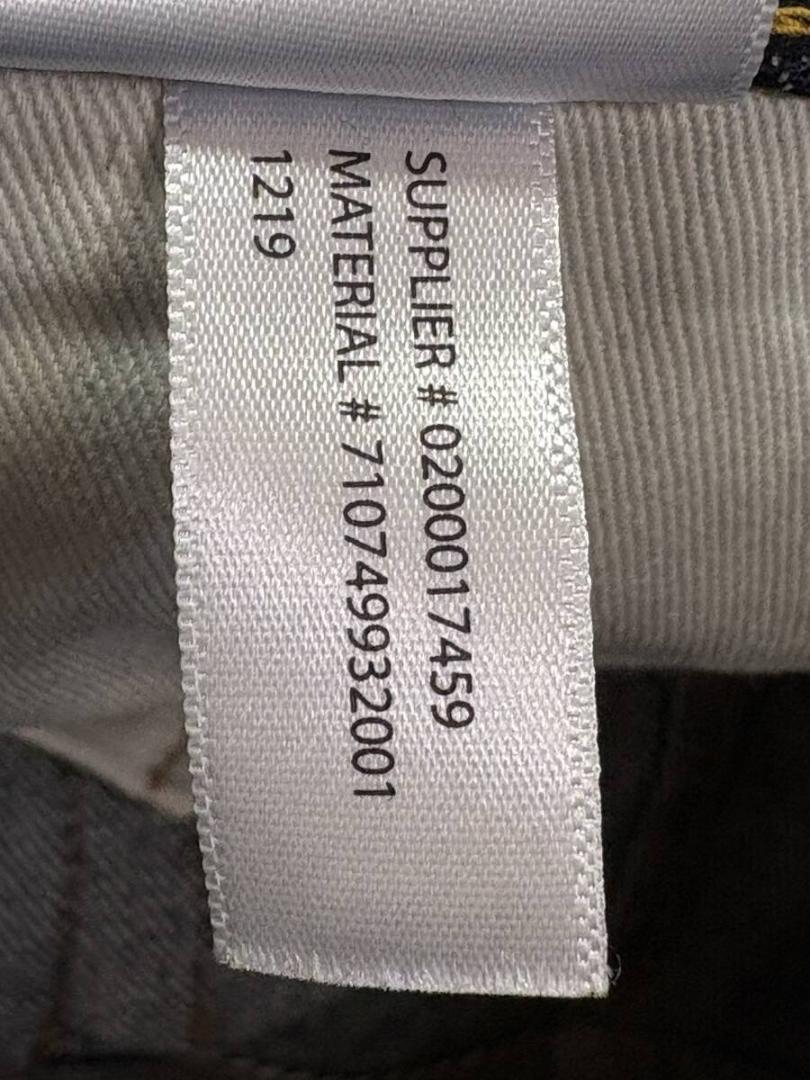 SUPPLIER # 0200017459
MATERIAL # 710749932001
1219